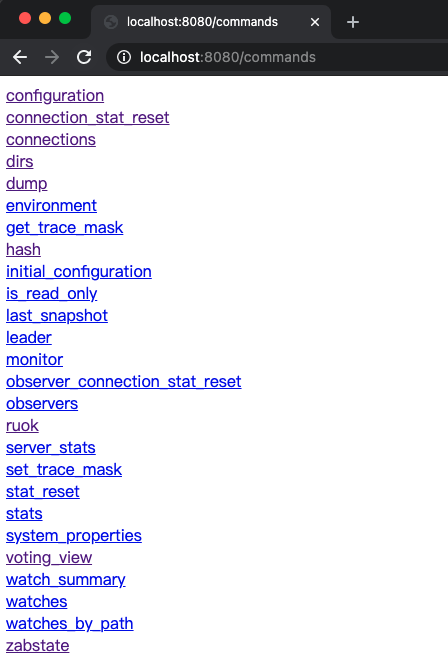 localhost:8080/commands
localhost:8080/commands
configuration
connection_stat_reset
connections
dirs
dump
environment
get_trace_mask
hash
initial_configuration
is_read_only
last_snapshot
leader
monitor
observer_connection_stat_reset
observers
ruok
server_stats
set_trace_mask
stat_reset
stats
system_properties
voting_view
watch_summary
watches
watches_by_path
zabstate